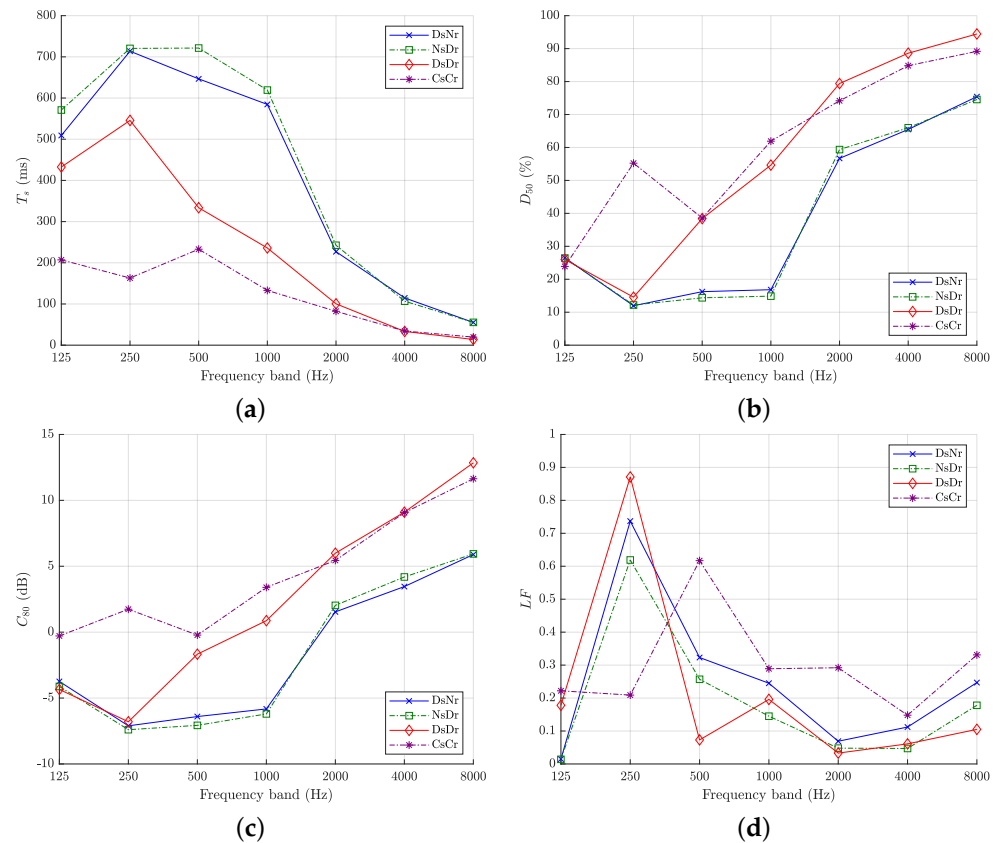 800
700
600
500
400
300
200
100
0
T_s (ms)
125 250 500 1000 2000 4000 8000
Frequency band (Hz)
DsNr
NsDr
DsDr
CsCr
(a)
100
90
80
70
60
50
40
30
20
10
0
D_50 (%)
125 250 500 1000 2000 4000 8000
Frequency band (Hz)
DsNr
NsDr
DsDr
CsCr
(b)
15
10
5
0
-5
-10
C_80 (dB)
125 250 500 1000 2000 4000 8000
Frequency band (Hz)
DsNr
NsDr
DsDr
CsCr
(c)
1
0.9
0.8
0.7
0.6
0.5
0.4
0.3
0.2
0.1
0
LF
125 250 500 1000 2000 4000 8000
Frequency band (Hz)
DsNr
NsDr
DsDr
CsCr
(d)